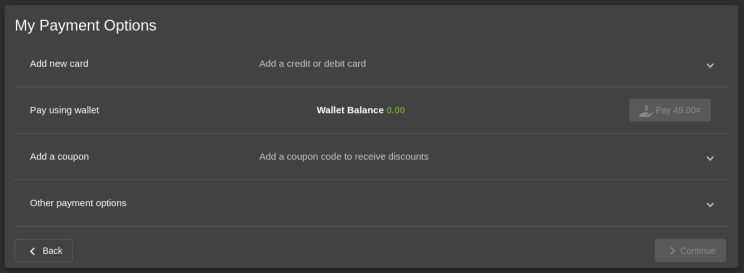 My Payment Options
Add new card Add a credit or debit card
Pay using wallet Wallet Balance 0.00 Pay 49.00¤
Add a coupon Add a coupon code to receive discounts
Other payment options
Back Continue